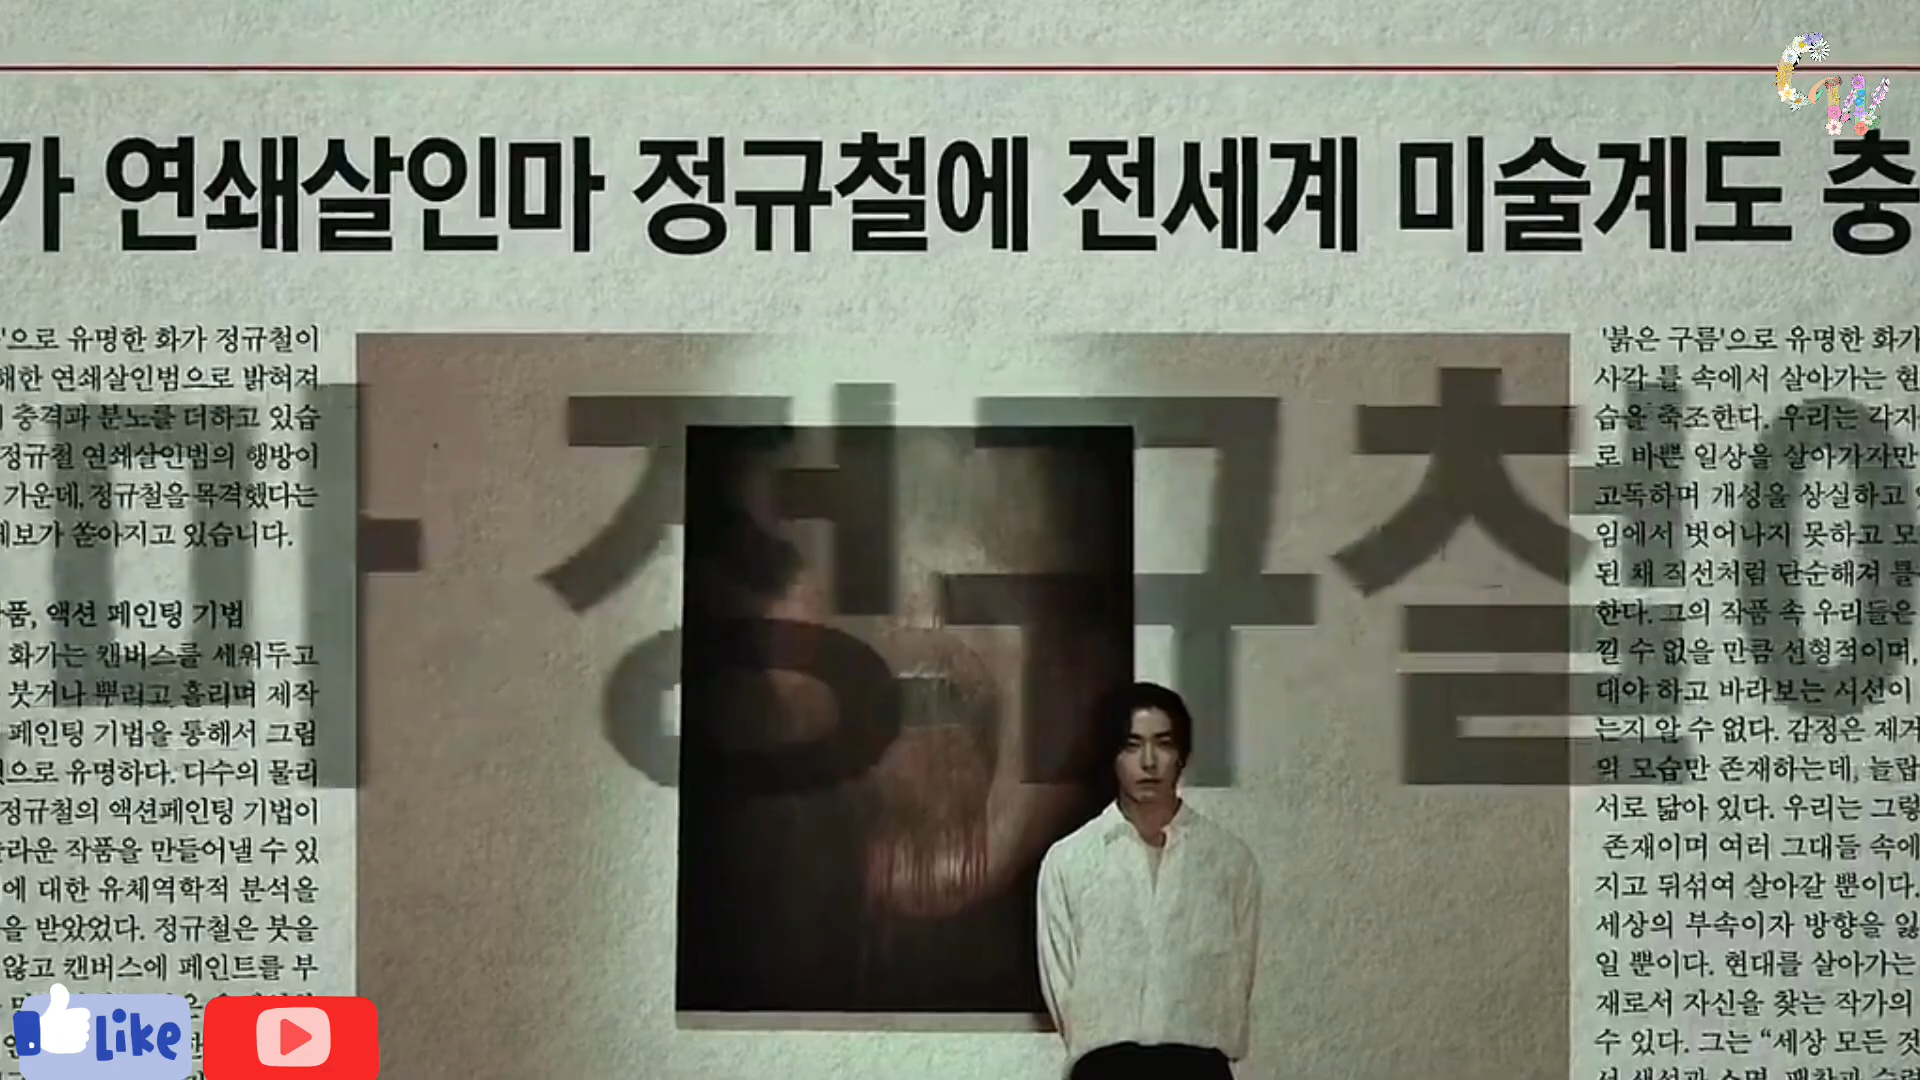 가 연쇄살인마 정규철에 전세계 미술계도 충
'으로 유명한 화가 정규철이
해한 연쇄살인범으로 밝혀져
충격과 분노를 더하고 있습
정규철 연쇄살인범의 행방이
가운데, 정규철을 목격했다는
제보가 쏟아지고 있습니다.
품, 액션 페인팅 기법
화가는 캔버스를 세워두고
붓거나 뿌리고 흘리며 제작
페인팅 기법을 통해서 그림
것으로 유명하다. 다수의 물리
정규철의 액션페인팅 기법이
놀라운 작품을 만들어낼 수 있
에 대한 유체역학적 분석을
을 받았었다. 정규철은 붓을
않고 캔버스에 페인트를 부
'붉은 구름'으로 유명한 화가
사각 틀 속에서 살아가는 현
습을 축조한다. 우리는 각자
로 바쁜 일상을 살아가지만
고독하며 개성을 상실하고
임에서 벗어나지 못하고 모
된 채 직선처럼 단순해져 틀
한다. 그의 작품 속 우리들은
낄 수 없을 만큼 선형적이며,
대야 하고 바라보는 시선이
는지 알 수 없다. 감정은 제거
의 모습만 존재하는데, 놀랍
서로 닮아 있다. 우리는 그렇
존재이며 여러 그대들 속에
지고 뒤섞여 살아갈 뿐이다.
세상의 부속이자 방향을 잃
일 뿐이다. 현대를 살아가는
재로서 자신을 찾는 작가의
수 있다. 그는 “세상 모든 것
마 정규철
like
GW